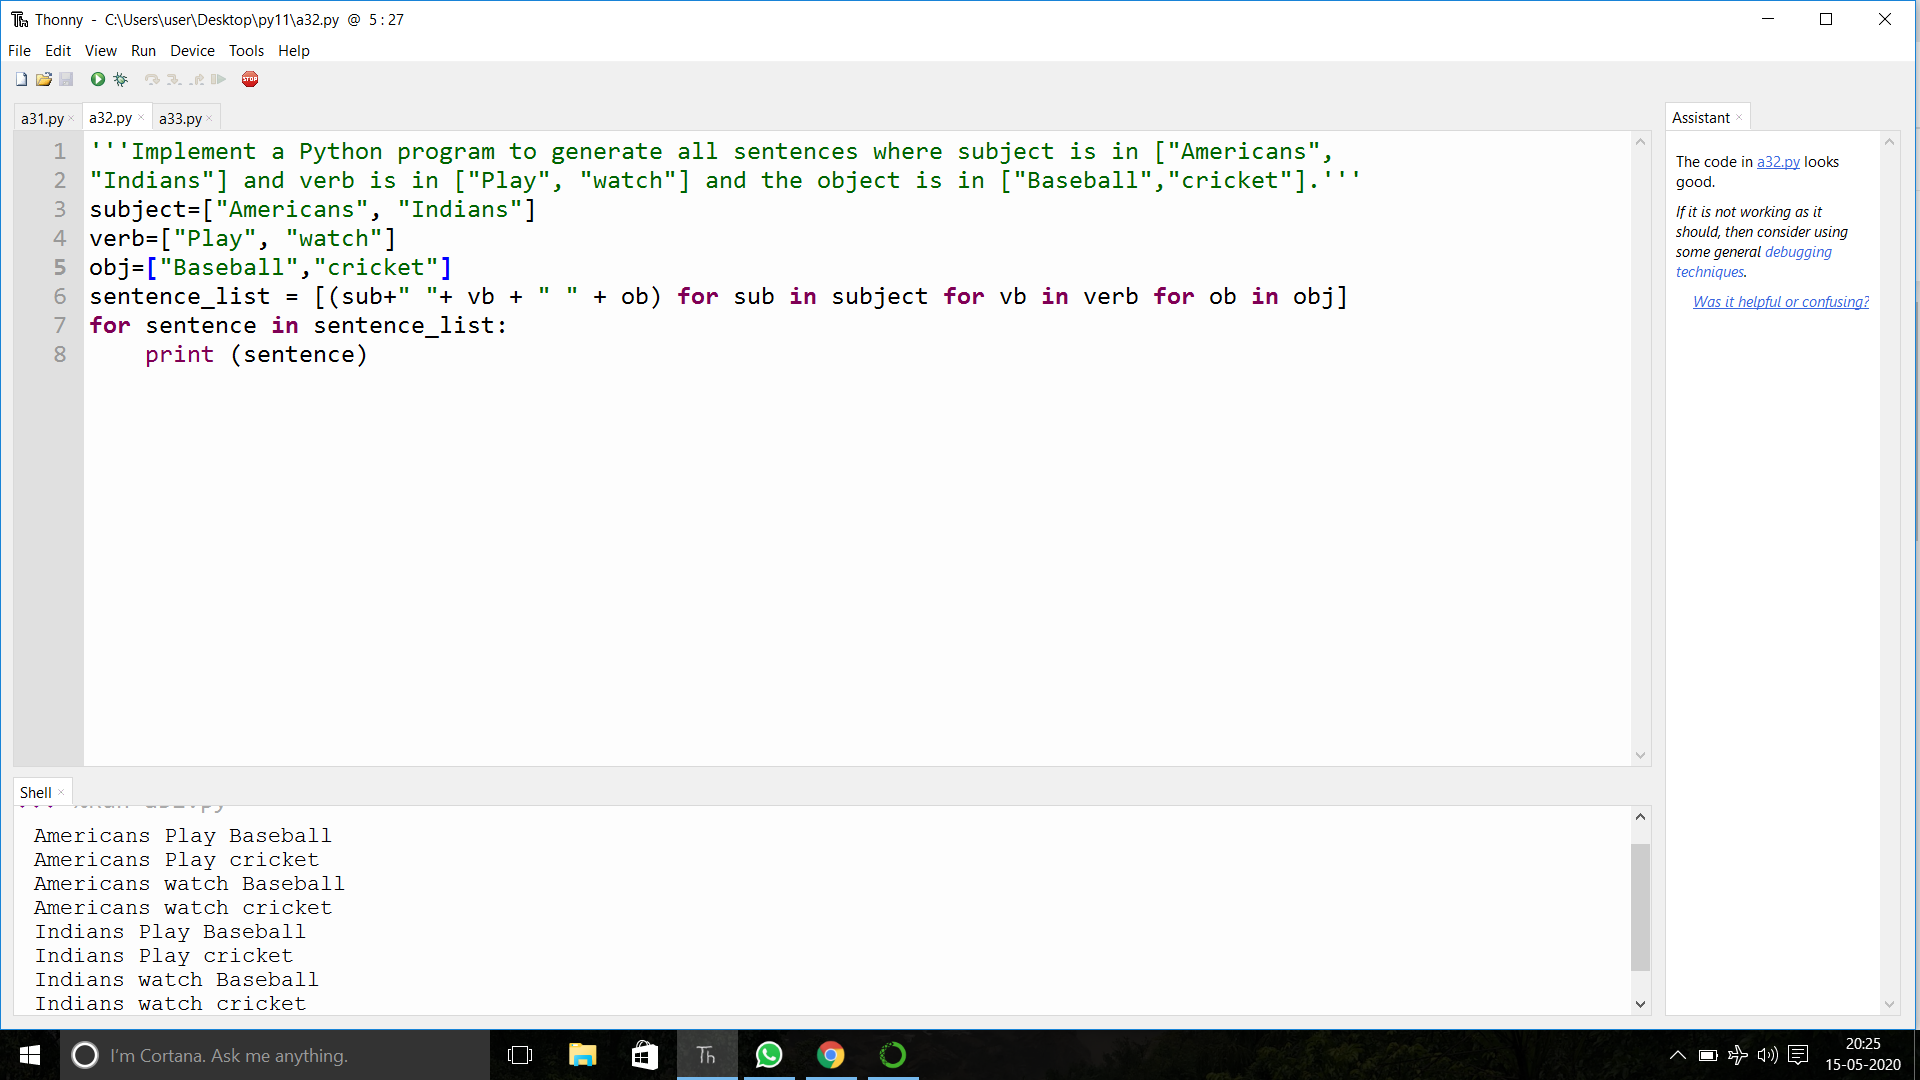 Thonny - C:\Users\user\Desktop\py11\a32.py @ 5 : 27
File Edit View Run Device Tools Help
STOP
a31.py × a32.py × a33.py ×
Assistant ×
1 '''Implement a Python program to generate all sentences where subject is in ["Americans",
2 "Indians"] and verb is in ["Play", "watch"] and the object is in ["Baseball","cricket"].'''
3 subject=["Americans", "Indians"]
4 verb=["Play", "watch"]
5 obj=["Baseball","cricket"]
6 sentence_list = [(sub+" "+ vb + " " + ob) for sub in subject for vb in verb for ob in obj]
7 for sentence in sentence_list:
8     print (sentence)
The code in a32.py looks
good.
If it is not working as it
should, then consider using
some general debugging
techniques.
Was it helpful or confusing?
Shell ×
>>> %Run a32.py
Americans Play Baseball
Americans Play cricket
Americans watch Baseball
Americans watch cricket
Indians Play Baseball
Indians Play cricket
Indians watch Baseball
Indians watch cricket
I'm Cortana. Ask me anything.
Th
20:25
15-05-2020